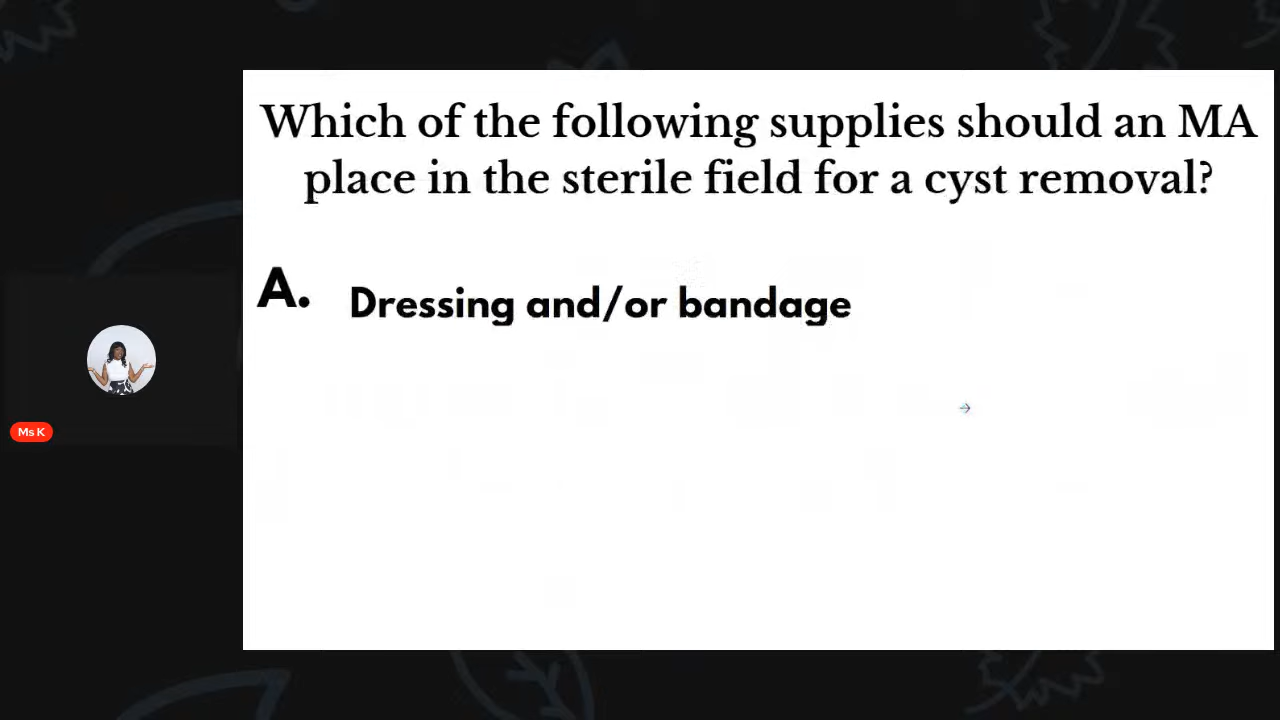 Which of the following supplies should an MA
place in the sterile field for a cyst removal?
A. Dressing and/or bandage
Ms K